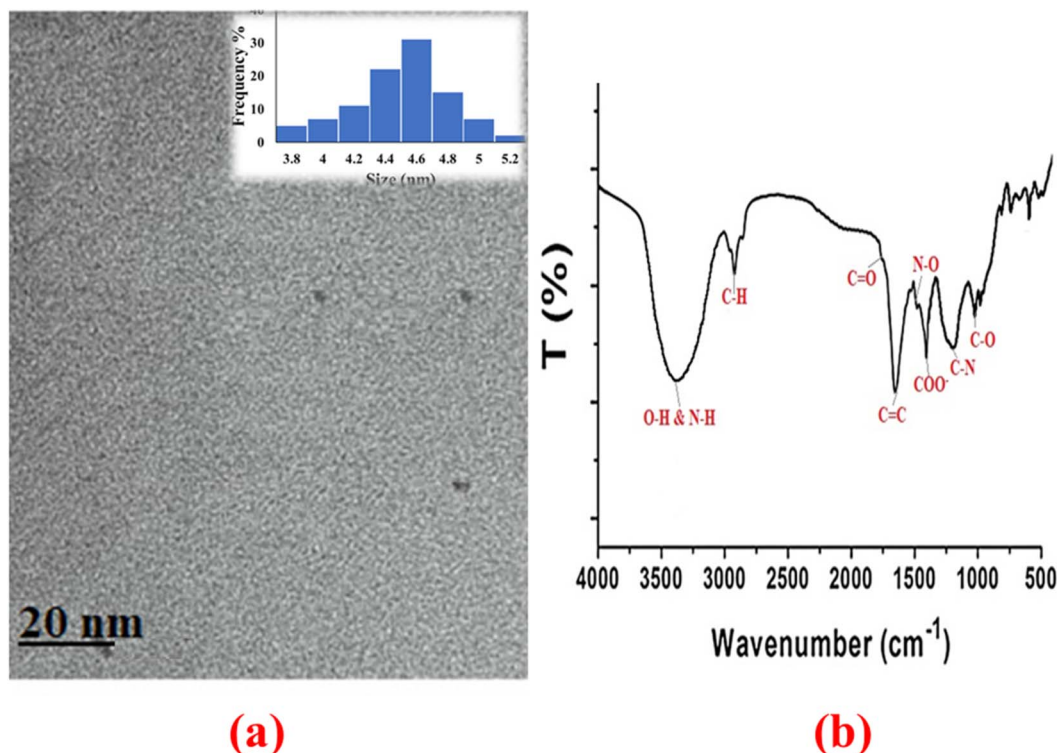 40
30
20
10
0
Frequency %
3.8 4 4.2 4.4 4.6 4.8 5 5.2
Size (nm)
20 nm
(a)
T (%)
O-H & N-H
C-H
C=O
C=C
N-O
COO-
C-N
C-O
4000 3500 3000 2500 2000 1500 1000 500
Wavenumber (cm-1)
(b)